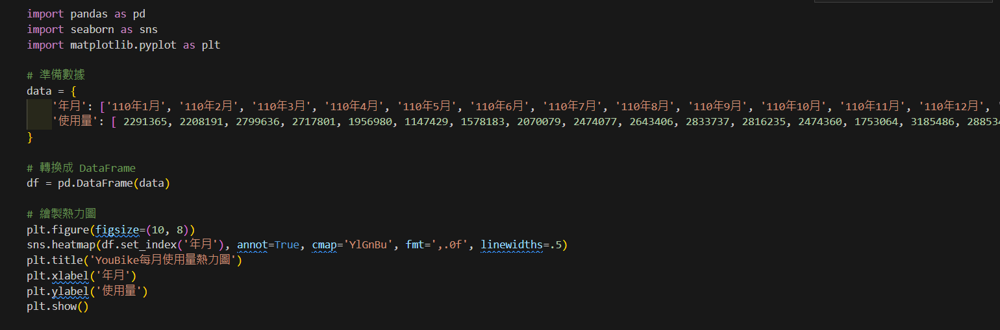 import pandas as pd
import seaborn as sns
import matplotlib.pyplot as plt
# 準備數據
data = {
'年月': ['110年1月', '110年2月', '110年3月', '110年4月', '110年5月', '110年6月', '110年7月', '110年8月', '110年9月', '110年10月', '110年11月', '110年12月', '
'使用量': [ 2291365, 2208191, 2799636, 2717801, 1956980, 1147429, 1578183, 2070079, 2474077, 2643406, 2833737, 2816235, 2474360, 1753064, 3185486, 28853
}
# 轉換成 DataFrame
df = pd.DataFrame(data)
# 繪製熱力圖
plt.figure(figsize=(10, 8))
sns.heatmap(df.set_index('年月'), annot=True, cmap='YlGnBu', fmt=',.0f', linewidths=.5)
plt.title('YouBike每月使用量熱力圖')
plt.xlabel('年月')
plt.ylabel('使用量')
plt.show()